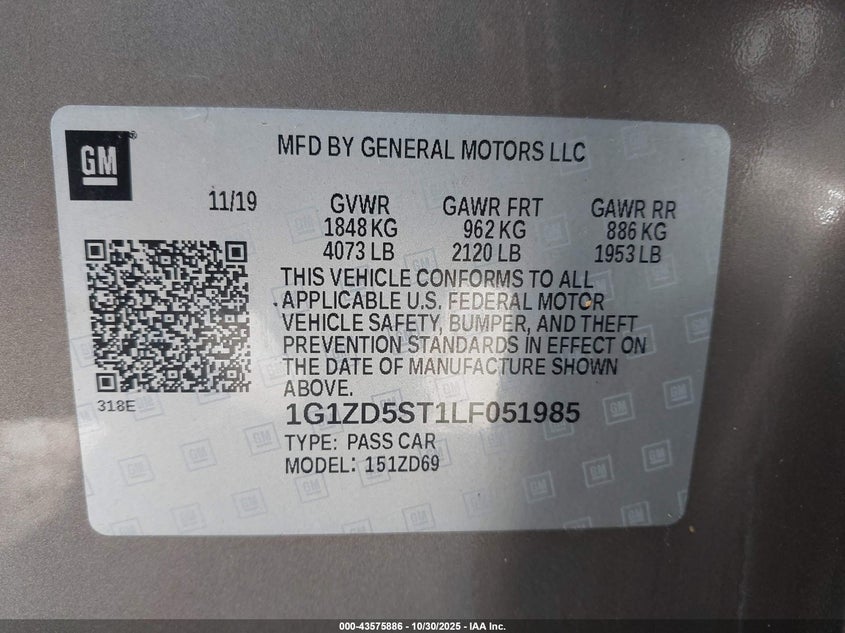 GM
MFD BY GENERAL MOTORS LLC
11/19 GVWR GAWR FRT GAWR RR
1848 KG 962 KG 886 KG
4073 LB 2120 LB 1953 LB
THIS VEHICLE CONFORMS TO ALL
APPLICABLE U.S. FEDERAL MOTOR
VEHICLE SAFETY, BUMPER, AND THEFT
PREVENTION STANDARDS IN EFFECT ON
THE DATE OF MANUFACTURE SHOWN
ABOVE.
318E
1G1ZD5ST1LF051985
TYPE: PASS CAR
MODEL: 151ZD69
000-43575886 - 10/30/2025 - IAA Inc.